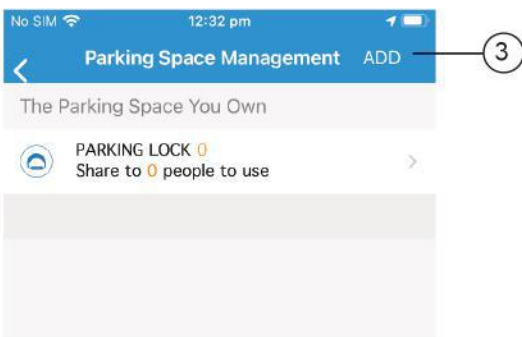 No SIM 12:32 pm
Parking Space Management ADD 3
The Parking Space You Own
PARKING LOCK 0
Share to 0 people to use